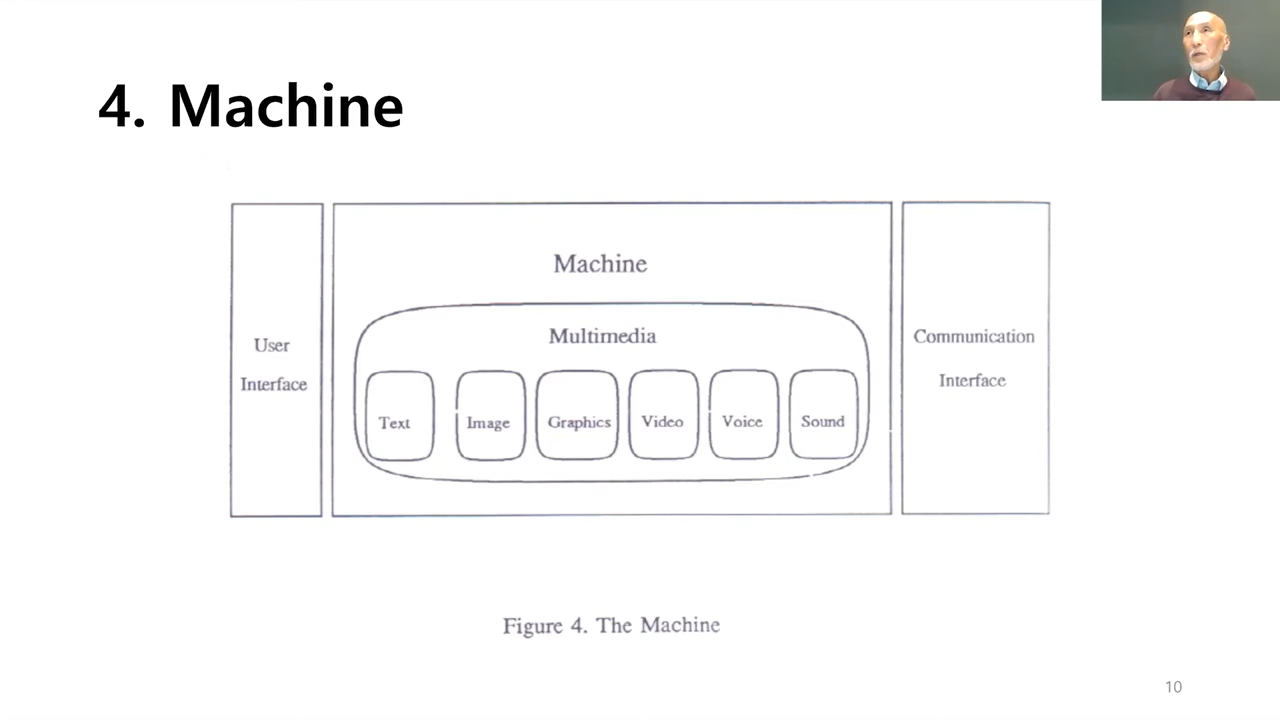 4. Machine
Machine
Multimedia
User
Interface
Text
Image
Graphics
Video
Voice
Sound
Communication
Interface
Figure 4. The Machine
10